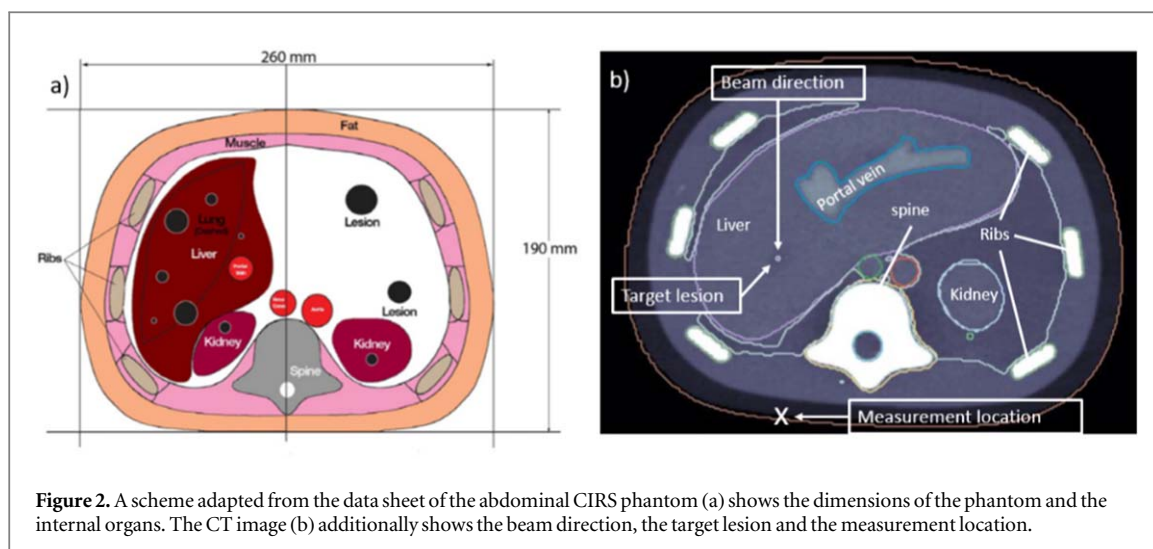 260 mm
a)
Fat
Muscle
Lung
Liver
Lesion
Ribs
190 mm
Lesion
Kidney
Kidney
Spine
b)
Beam
direction
Portal vein
spine
Liver
Ribs
Target lesion
Kidney
X
Measurement location
Figure 2. A scheme adapted from the data sheet of the abdominal CIRS phantom (a) shows the dimensions of the phantom and the
internal organs. The CT image (b) additionally shows the beam direction, the target lesion and the measurement location.